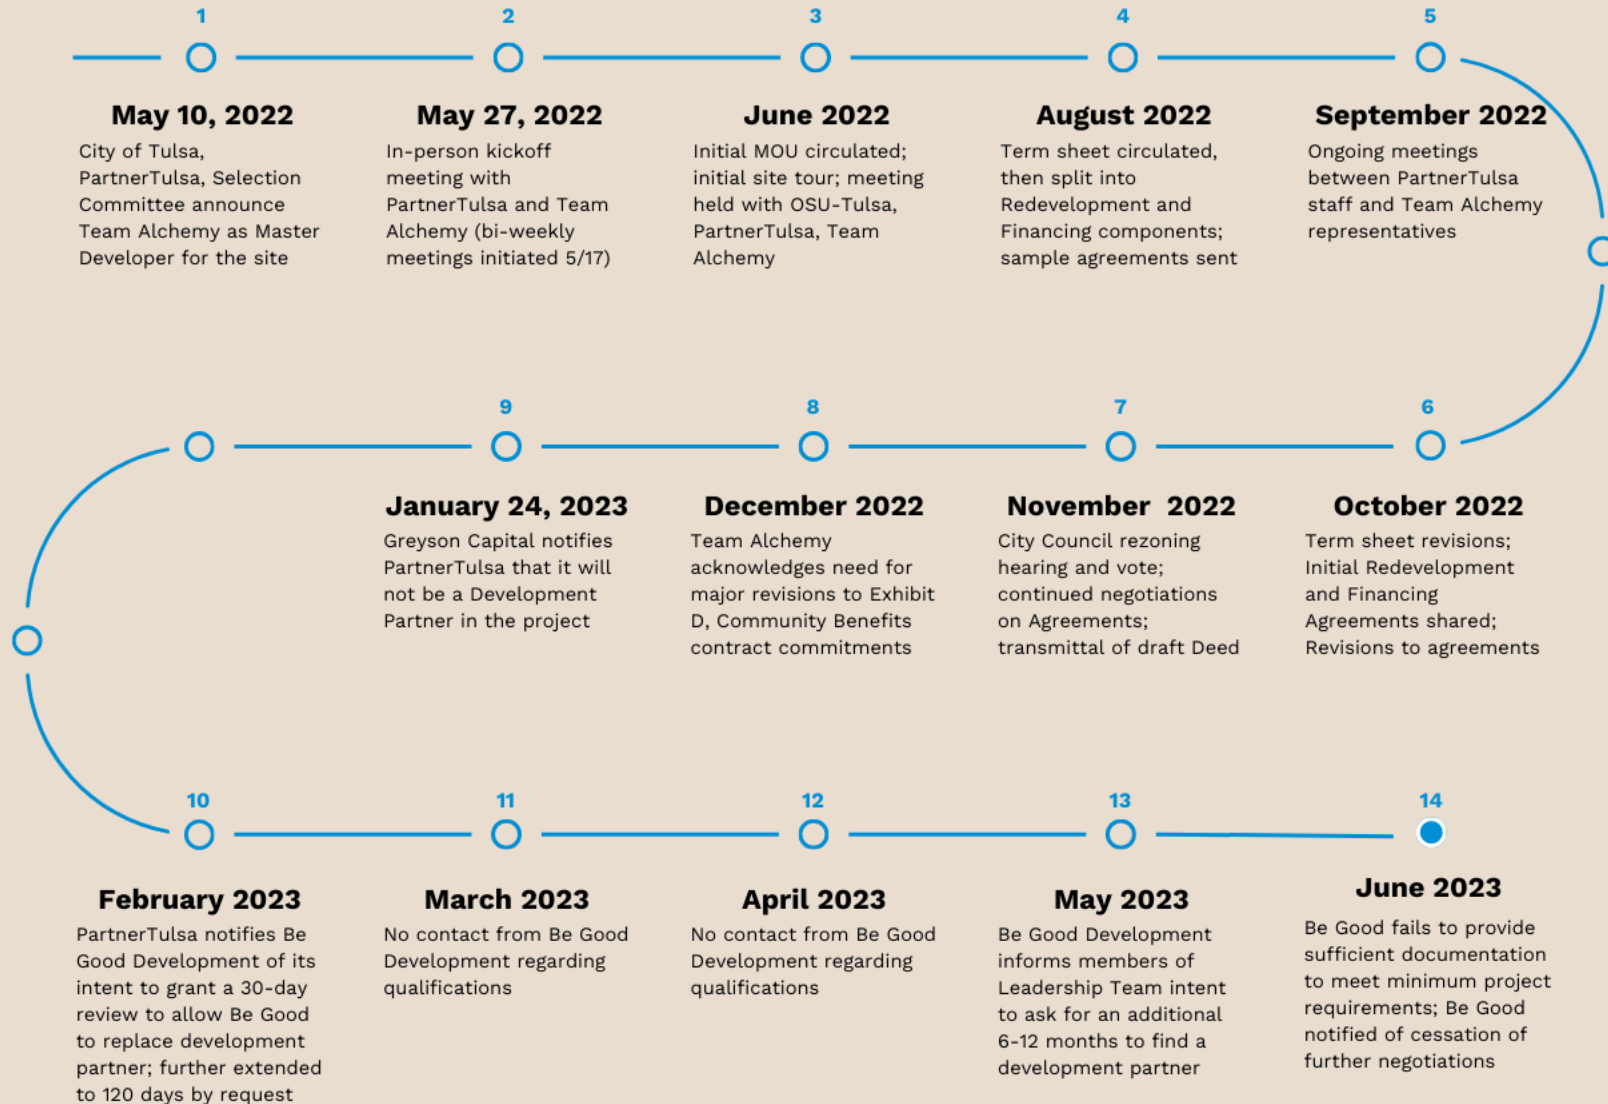 1
May 10, 2022
City of Tulsa,
PartnerTulsa, Selection
Committee announce
Team Alchemy as Master
Developer for the site
2
May 27, 2022
In-person kickoff
meeting with
PartnerTulsa and Team
Alchemy (bi-weekly
meetings initiated 5/17)
3
June 2022
Initial MOU circulated;
initial site tour; meeting
held with OSU-Tulsa,
PartnerTulsa, Team
Alchemy
4
August 2022
Term sheet circulated,
then split into
Redevelopment and
Financing components;
sample agreements sent
5
September 2022
Ongoing meetings
between PartnerTulsa
staff and Team Alchemy
representatives
6
October 2022
Term sheet revisions;
Initial Redevelopment
and Financing
Agreements shared;
Revisions to agreements
7
November  2022
City Council rezoning
hearing and vote;
continued negotiations
on Agreements;
transmittal of draft Deed
8
December 2022
Team Alchemy
acknowledges need for
major revisions to Exhibit
D, Community Benefits
contract commitments
9
January 24, 2023
Greyson Capital notifies
PartnerTulsa that it will
not be a Development
Partner in the project
10
February 2023
PartnerTulsa notifies Be
Good Development of its
intent to grant a 30-day
review to allow Be Good
to replace development
partner; further extended
to 120 days by request
11
March 2023
No contact from Be Good
Development regarding
qualifications
12
April 2023
No contact from Be Good
Development regarding
qualifications
13
May 2023
Be Good Development
informs members of
Leadership Team intent
to ask for an additional
6-12 months to find a
development partner
14
June 2023
Be Good fails to provide
sufficient documentation
to meet minimum project
requirements; Be Good
notified of cessation of
further negotiations